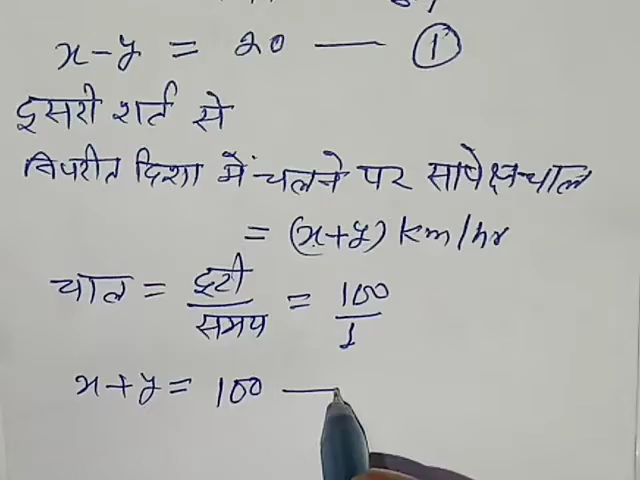 x - y = 20 — ①
दूसरी शर्त से
विपरीत दिशा में चलने पर सापेक्ष चाल
= (x+y) km/hr
चाल = दूरी/समय = 100/1
x + y = 100 —